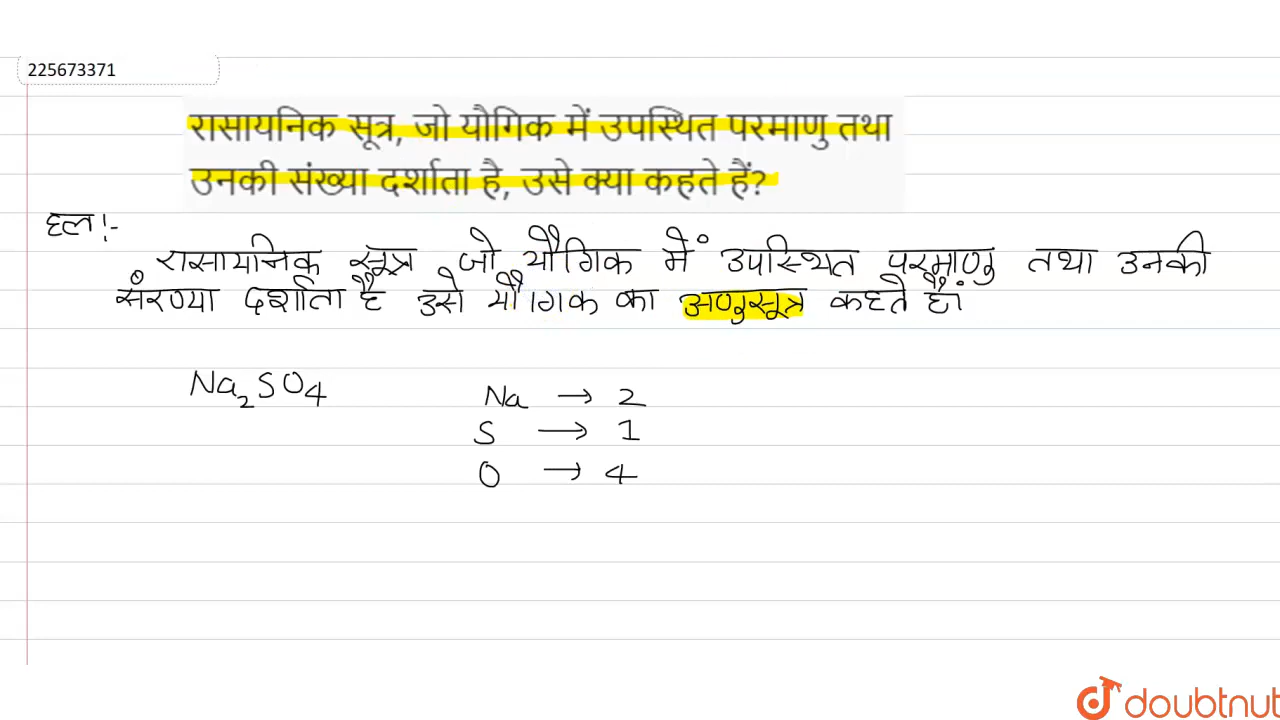 225673371
रासायनिक सूत्र, जो यौगिक में उपस्थित परमाणु तथा
उनकी संख्या दर्शाता है, उसे क्या कहते हैं?
हल:-
रासायनिक सूत्र जो यौगिक में उपस्थित परमाणु तथा उनकी
संख्या दर्शाता है उसे यौगिक का अणुसूत्र कहते हैं।
Na₂SO₄ Na → 2
S → 1
O → 4
doubtnut